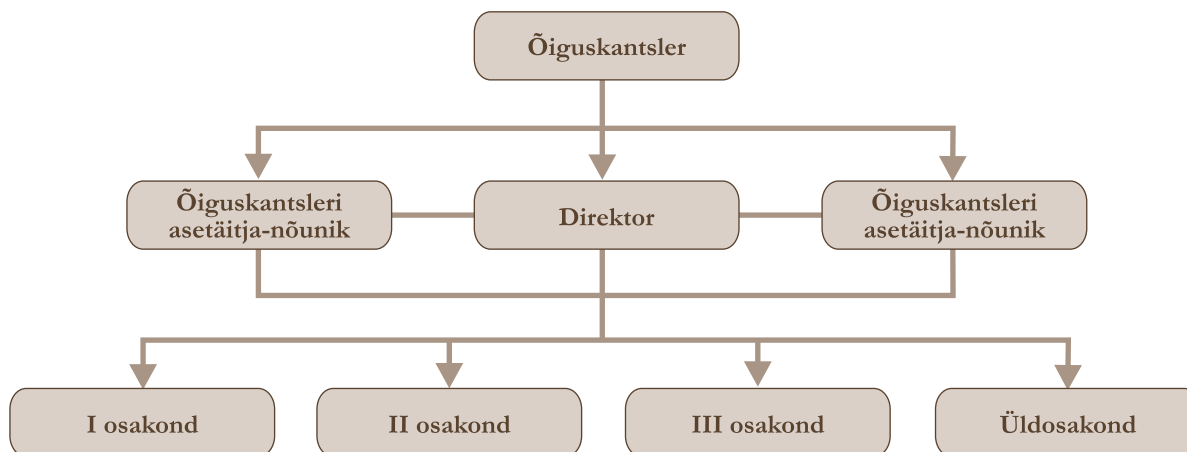 Õiguskantsler
Õiguskantsleri
asetäitja-nõunik
Direktor
Õiguskantsleri
asetäitja-nõunik
I osakond
II osakond
III osakond
Üldosakond